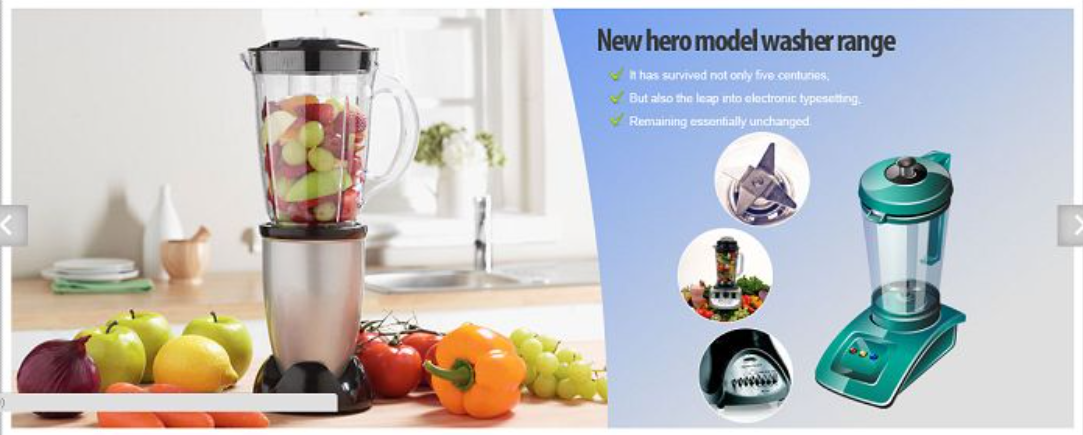 New hero model washer range
It has survived not only five centuries,
But also the leap into electronic typesetting,
Remaining essentially unchanged.